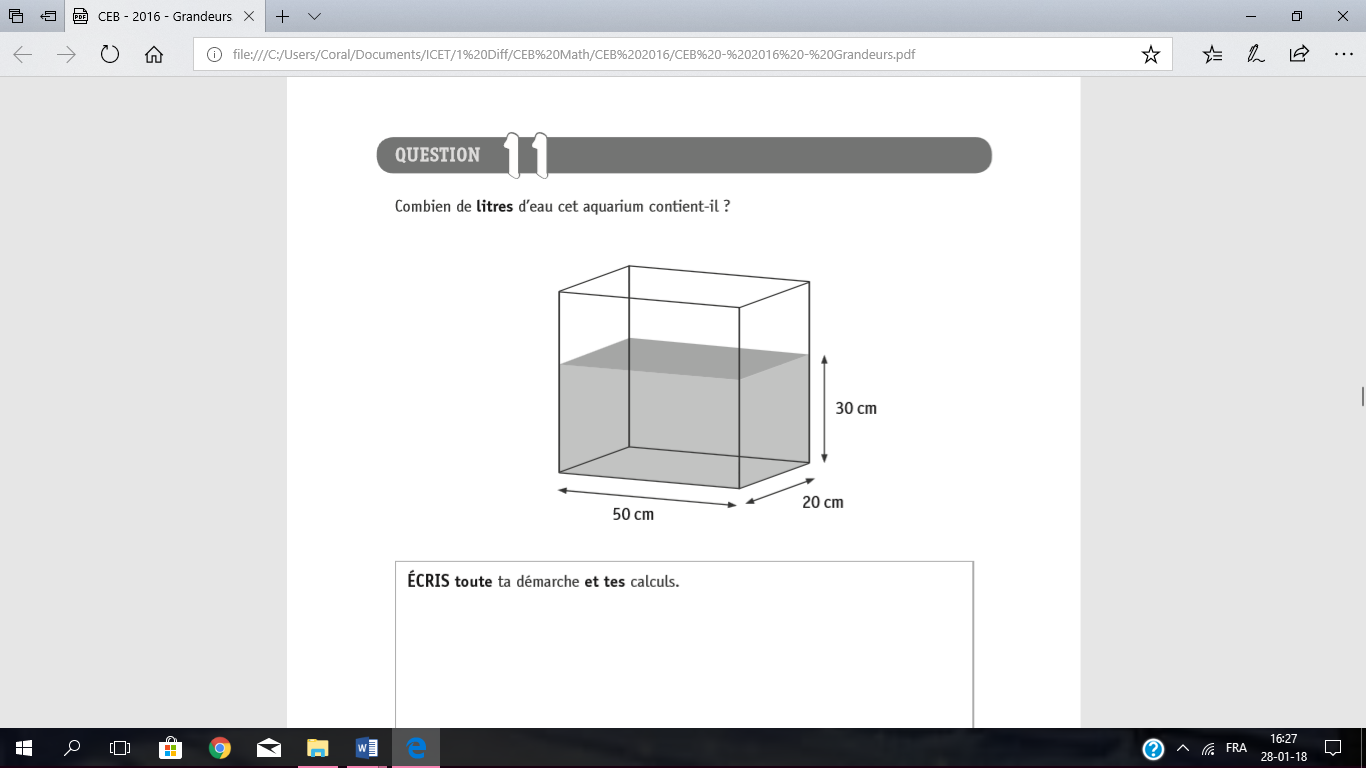 CEB - 2016 - Grandeurs
file:///C:/Users/Coral/Documents/ICET/1%20Diff/CEB%20Math/CEB%202016/CEB%20-%202016%20-%20Grandeurs.pdf
QUESTION 11
Combien de litres d'eau cet aquarium contient-il ?
30 cm
20 cm
50 cm
ÉCRIS toute ta démarche et tes calculs.
FRA
16:27
28-01-18